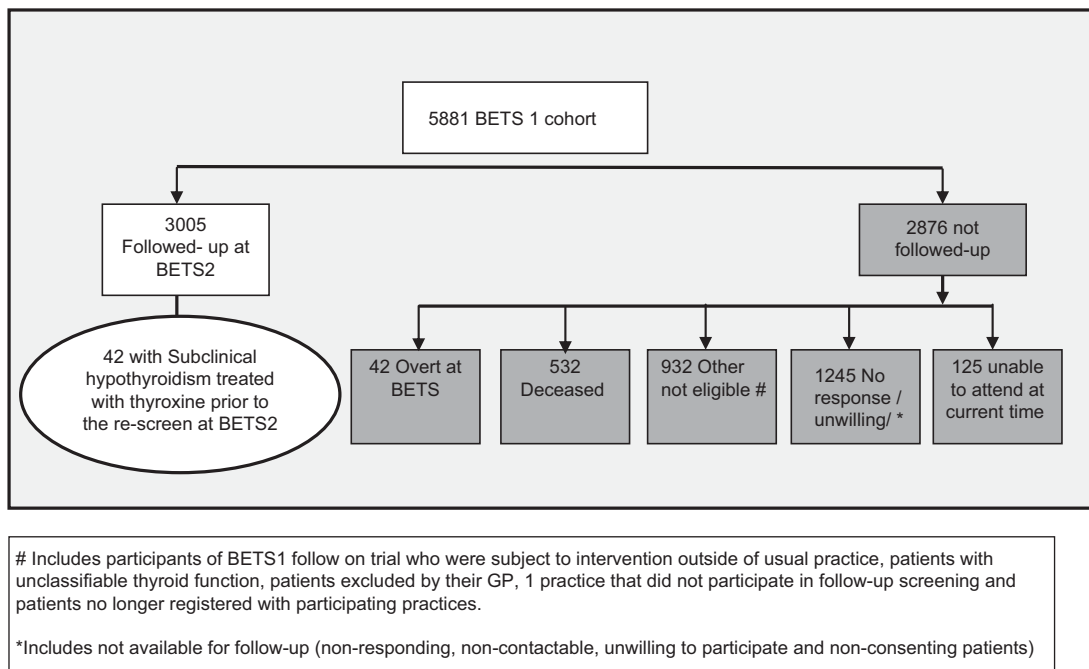 5881 BETS 1 cohort
3005
Followed- up at
BETS2
2876 not
followed-up
42 with Subclinical
hypothyroidism treated
with thyroxine prior to
the re-screen at BETS2
42 Overt at
BETS
532
Deceased
932 Other
not eligible #
1245 No
response /
unwilling/ *
125 unable
to attend at
current time
# Includes participants of BETS1 follow on trial who were subject to intervention outside of usual practice, patients with
unclassifiable thyroid function, patients excluded by their GP, 1 practice that did not participate in follow-up screening and
patients no longer registered with participating practices.
*Includes not available for follow-up (non-responding, non-contactable, unwilling to participate and non-consenting patients)